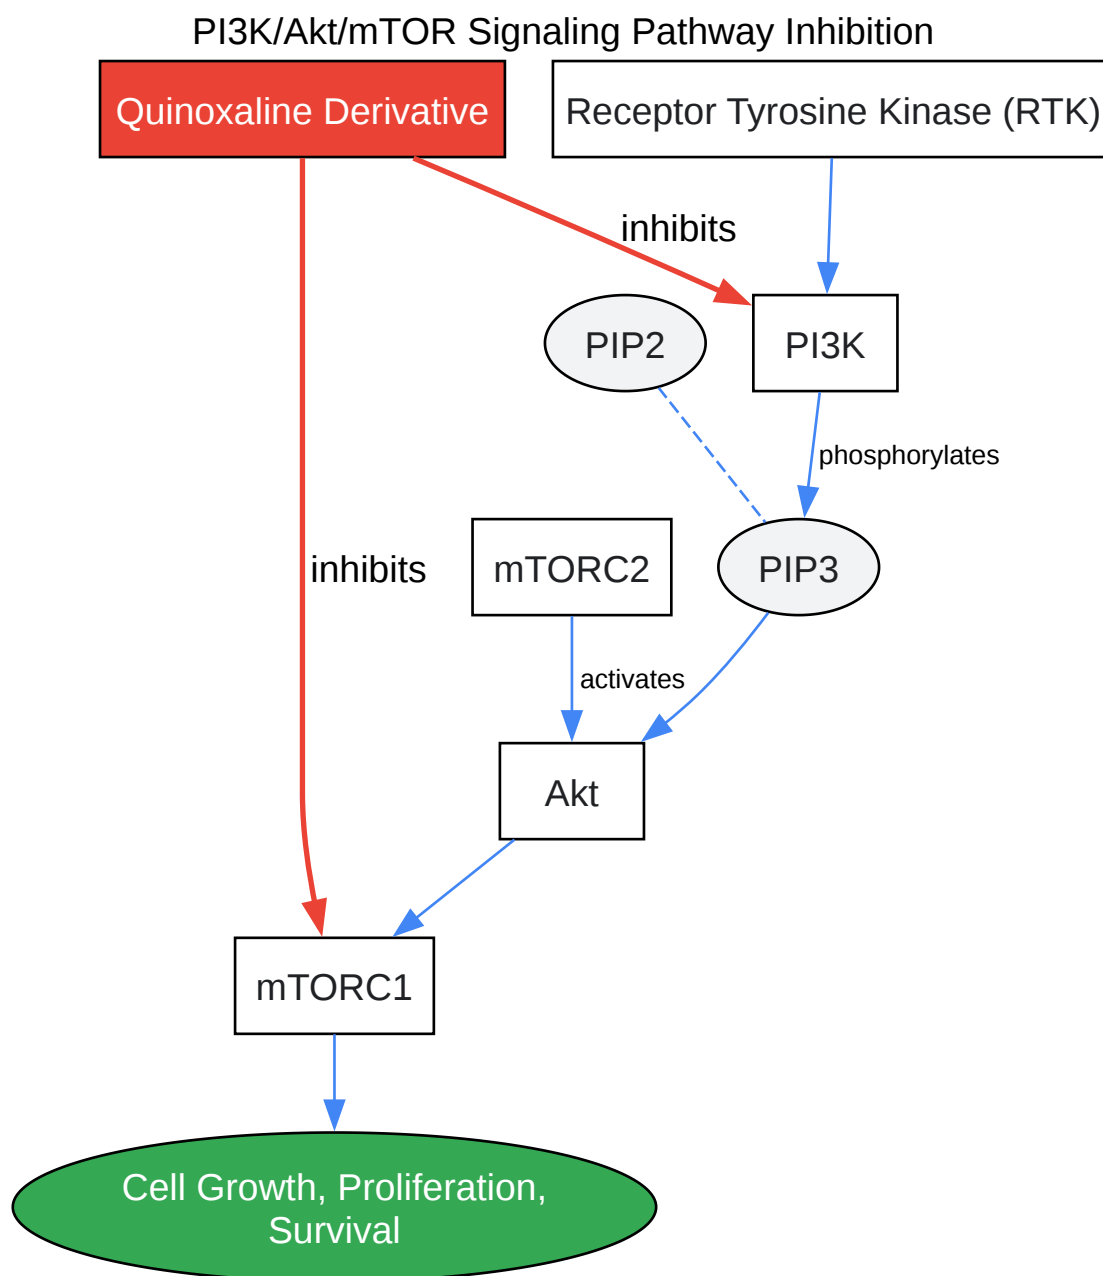 PI3K/Akt/mTOR Signaling Pathway Inhibition
Quinoxaline Derivative
Receptor Tyrosine Kinase (RTK)
inhibits
PIP2
PI3K
phosphorylates
inhibits
mTORC2
PIP3
activates
Akt
mTORC1
Cell Growth, Proliferation,
Survival